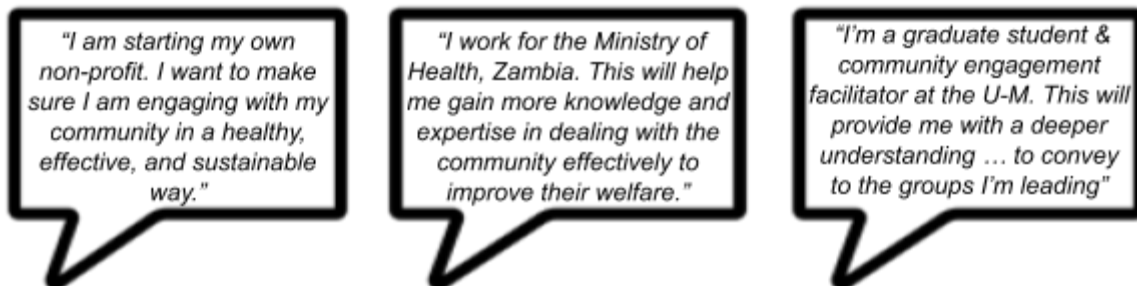 “I am starting my own
non-profit. I want to make
sure I am engaging with my
community in a healthy,
effective, and sustainable
way.”
“I work for the Ministry of
Health, Zambia. This will help
me gain more knowledge and
expertise in dealing with the
community effectively to
improve their welfare.”
“I’m a graduate student &
community engagement
facilitator at the U-M. This will
provide me with a deeper
understanding … to convey
to the groups I’m leading”